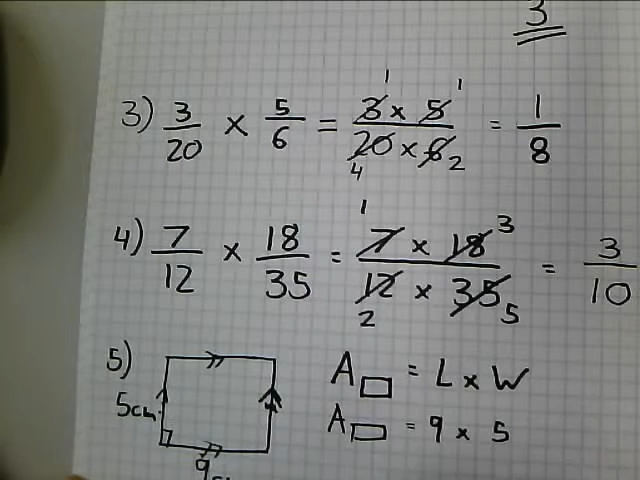 3
3) 3/20 × 5/6 = 3 × 5 / 20 × 6 = 1/8
1 1
4 2
4) 7/12 × 18/35 = 7 × 18 / 12 × 35 = 3/10
1 3
2 5
5)
5cm
9
A▭ = L × W
A▭ = 9 × 5